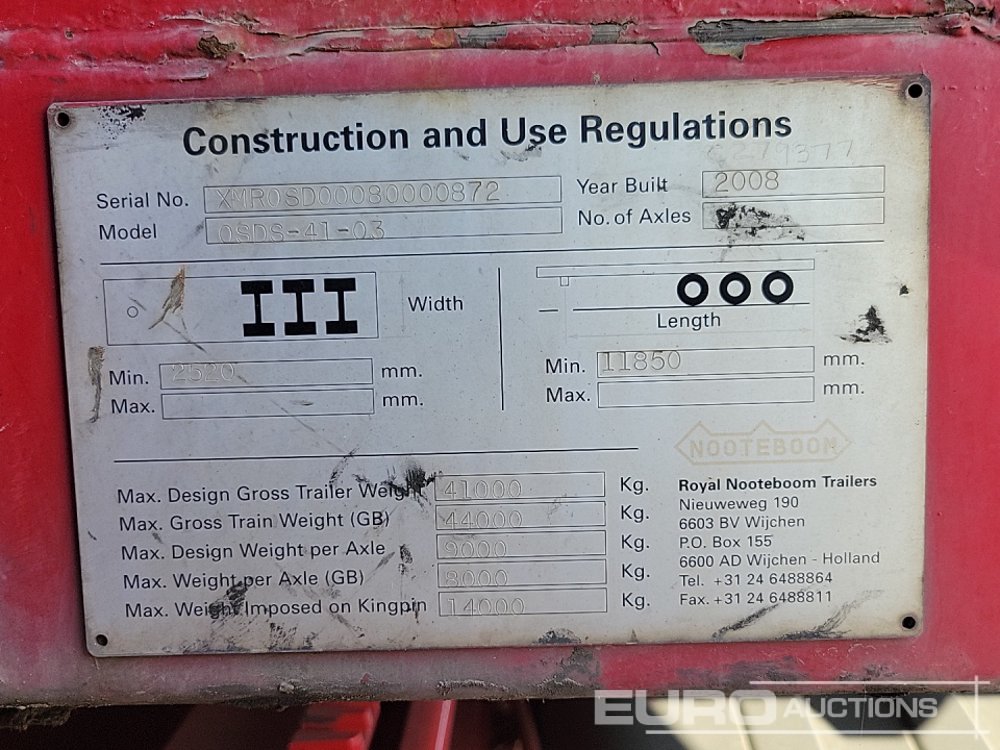 Construction and Use Regulations
C279377
Serial No. XMR0SD00080000872
Year Built 2008
Model OSDS-41-03
No. of Axles
Width
Length
Min. 2520 mm.
Min. 11850 mm.
Max. mm.
Max. mm.
NOOTEBOOM
Max. Design Gross Trailer Weight 41000 Kg.
Max. Gross Train Weight (GB) 44000 Kg.
Max. Design Weight per Axle 9000 Kg.
Max. Weight per Axle (GB) 8000 Kg.
Max. Weight Imposed on Kingpin 14000 Kg.
Royal Nooteboom Trailers
Nieuweweg 190
6603 BV Wijchen
P.O. Box 155
6600 AD Wijchen - Holland
Tel. +31 24 6488864
Fax. +31 24 6488811
EURO AUCTIONS